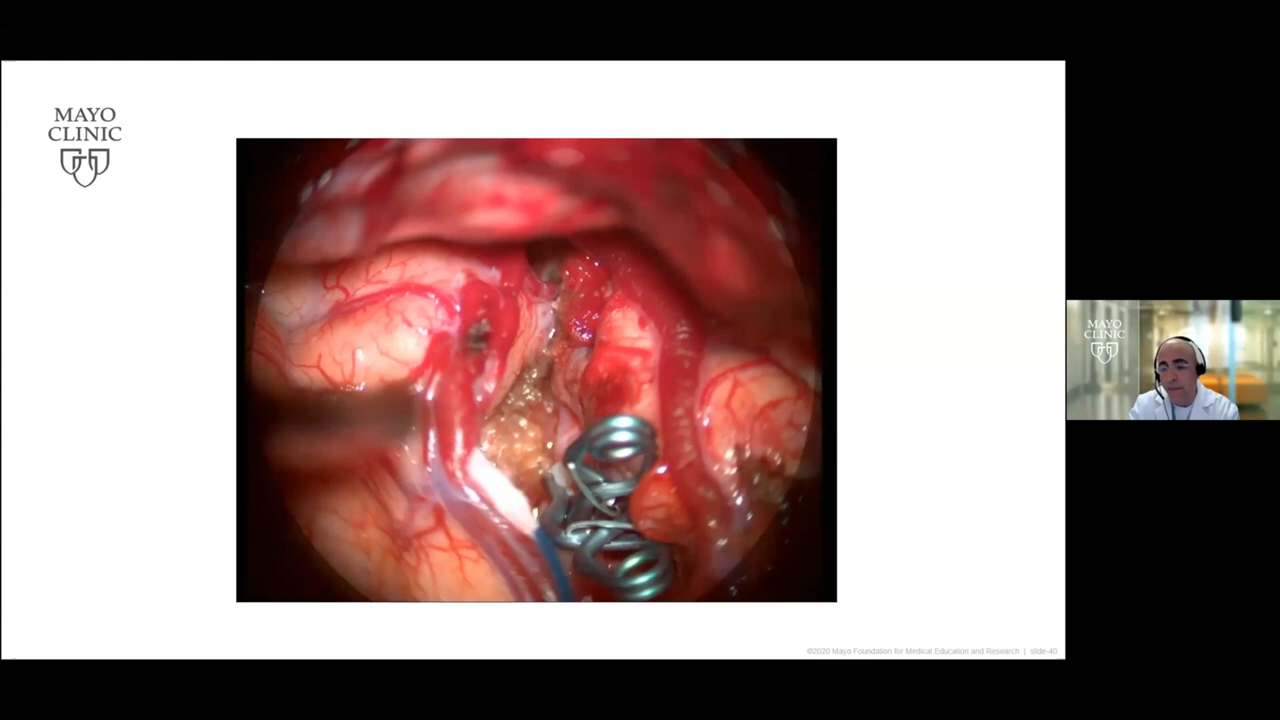 MAYO
CLINIC
©2020 Mayo Foundation for Medical Education and Research | slide-40
MAYO
CLINIC